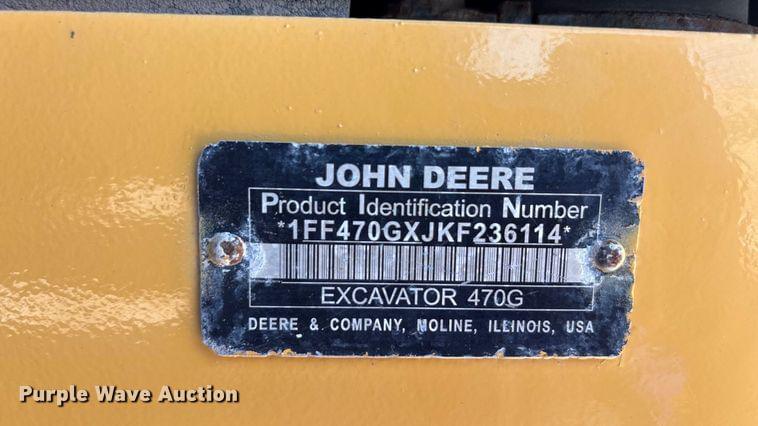 JOHN DEERE
Product Identification Number
*1FF470GXJKF236114*
EXCAVATOR 470G
DEERE & COMPANY, MOLINE, ILLINOIS, USA
Purple Wave Auction